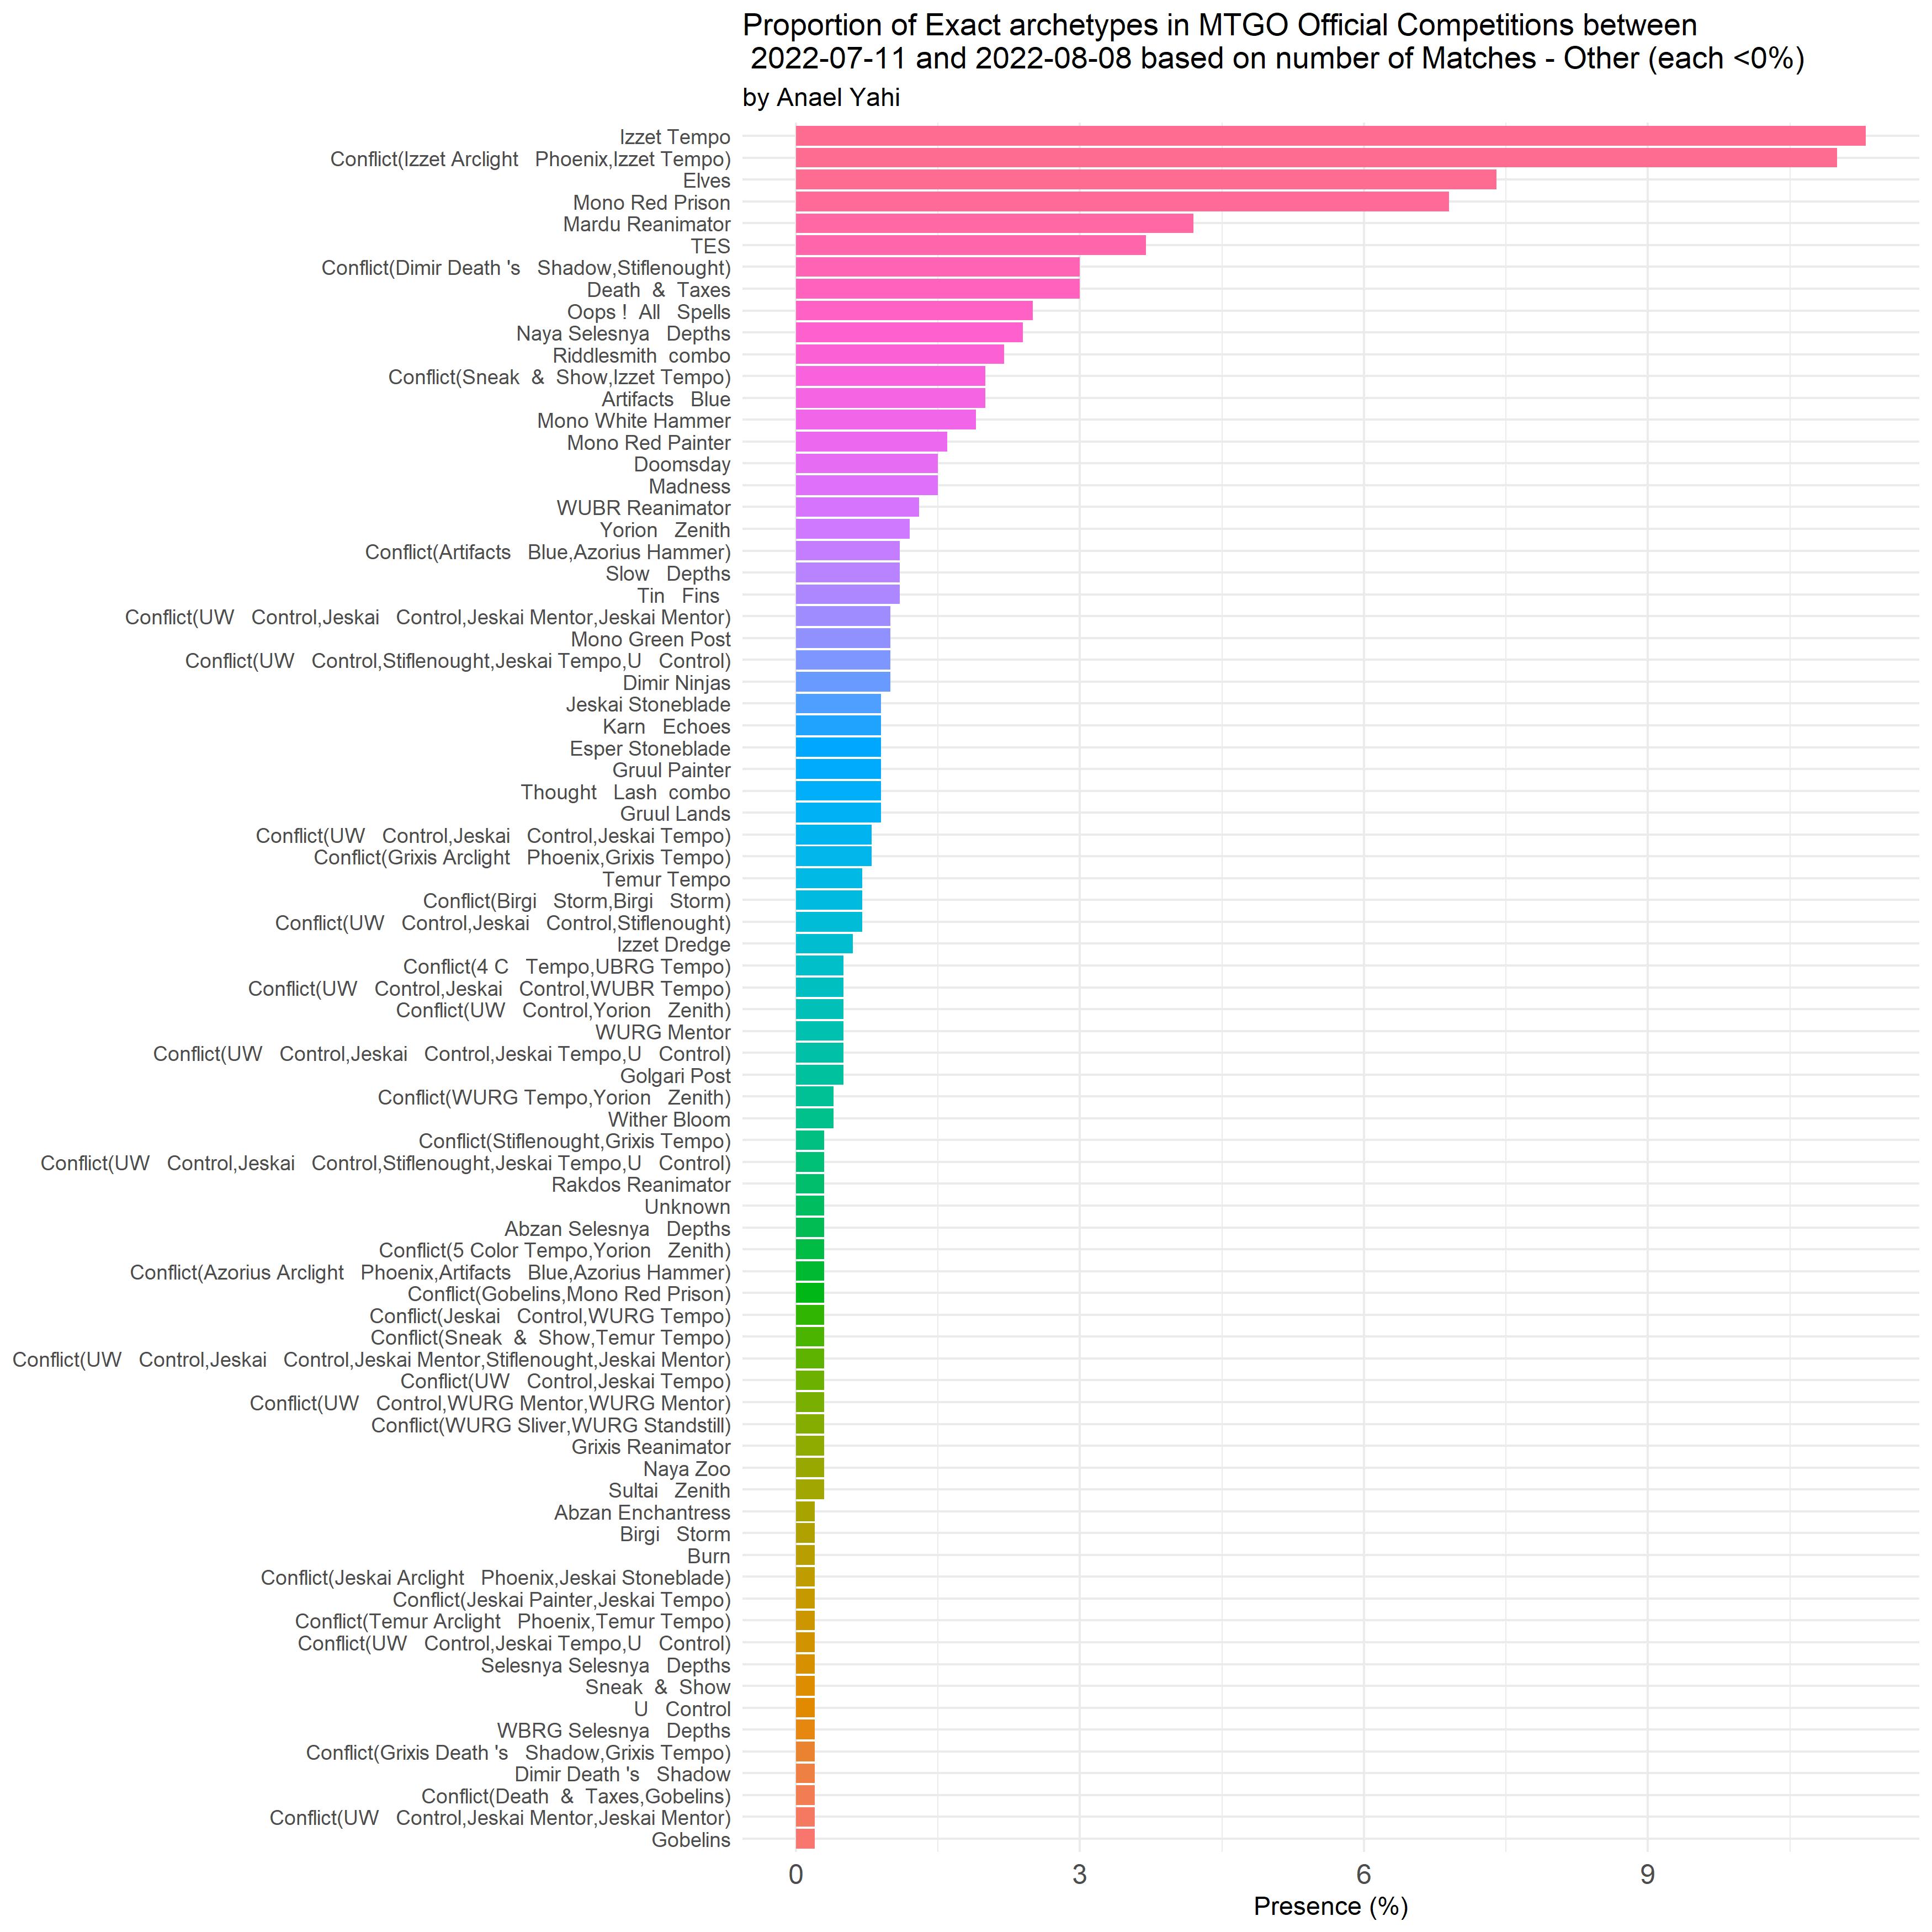 Proportion of Exact archetypes in MTGO Official Competitions between
2022-07-11 and 2022-08-08 based on number of Matches - Other (each <0%)
by Anael Yahi
Izzet Tempo
Conflict(Izzet Arclight   Phoenix,Izzet Tempo)
Elves
Mono Red Prison
Mardu Reanimator
TES
Conflict(Dimir Death 's   Shadow,Stiflenought)
Death  &  Taxes
Oops !  All   Spells
Naya Selesnya   Depths
Riddlesmith  combo
Conflict(Sneak  &  Show,Izzet Tempo)
Artifacts   Blue
Mono White Hammer
Mono Red Painter
Doomsday
Madness
WUBR Reanimator
Yorion   Zenith
Conflict(Artifacts   Blue,Azorius Hammer)
Slow   Depths
Tin   Fins
Conflict(UW   Control,Jeskai   Control,Jeskai Mentor,Jeskai Mentor)
Mono Green Post
Conflict(UW   Control,Stiflenought,Jeskai Tempo,U   Control)
Dimir Ninjas
Jeskai Stoneblade
Karn   Echoes
Esper Stoneblade
Gruul Painter
Thought   Lash  combo
Gruul Lands
Conflict(UW   Control,Jeskai   Control,Jeskai Tempo)
Conflict(Grixis Arclight   Phoenix,Grixis Tempo)
Temur Tempo
Conflict(Birgi   Storm,Birgi   Storm)
Conflict(UW   Control,Jeskai   Control,Stiflenought)
Izzet Dredge
Conflict(4 C   Tempo,UBRG Tempo)
Conflict(UW   Control,Jeskai   Control,WUBR Tempo)
Conflict(UW   Control,Yorion   Zenith)
WURG Mentor
Conflict(UW   Control,Jeskai   Control,Jeskai Tempo,U   Control)
Golgari Post
Conflict(WURG Tempo,Yorion   Zenith)
Wither Bloom
Conflict(Stiflenought,Grixis Tempo)
Conflict(UW   Control,Jeskai   Control,Stiflenought,Jeskai Tempo,U   Control)
Rakdos Reanimator
Unknown
Abzan Selesnya   Depths
Conflict(5 Color Tempo,Yorion   Zenith)
Conflict(Azorius Arclight   Phoenix,Artifacts   Blue,Azorius Hammer)
Conflict(Gobelins,Mono Red Prison)
Conflict(Jeskai   Control,WURG Tempo)
Conflict(Sneak  &  Show,Temur Tempo)
Conflict(UW   Control,Jeskai   Control,Jeskai Mentor,Stiflenought,Jeskai Mentor)
Conflict(UW   Control,Jeskai Tempo)
Conflict(UW   Control,WURG Mentor,WURG Mentor)
Conflict(WURG Sliver,WURG Standstill)
Grixis Reanimator
Naya Zoo
Sultai   Zenith
Abzan Enchantress
Birgi   Storm
Burn
Conflict(Jeskai Arclight   Phoenix,Jeskai Stoneblade)
Conflict(Jeskai Painter,Jeskai Tempo)
Conflict(Temur Arclight   Phoenix,Temur Tempo)
Conflict(UW   Control,Jeskai Tempo,U   Control)
Selesnya Selesnya   Depths
Sneak  &  Show
U   Control
WBRG Selesnya   Depths
Conflict(Grixis Death 's   Shadow,Grixis Tempo)
Dimir Death 's   Shadow
Conflict(Death  &  Taxes,Gobelins)
Conflict(UW   Control,Jeskai Mentor,Jeskai Mentor)
Gobelins
0 3 6 9
Presence (%)